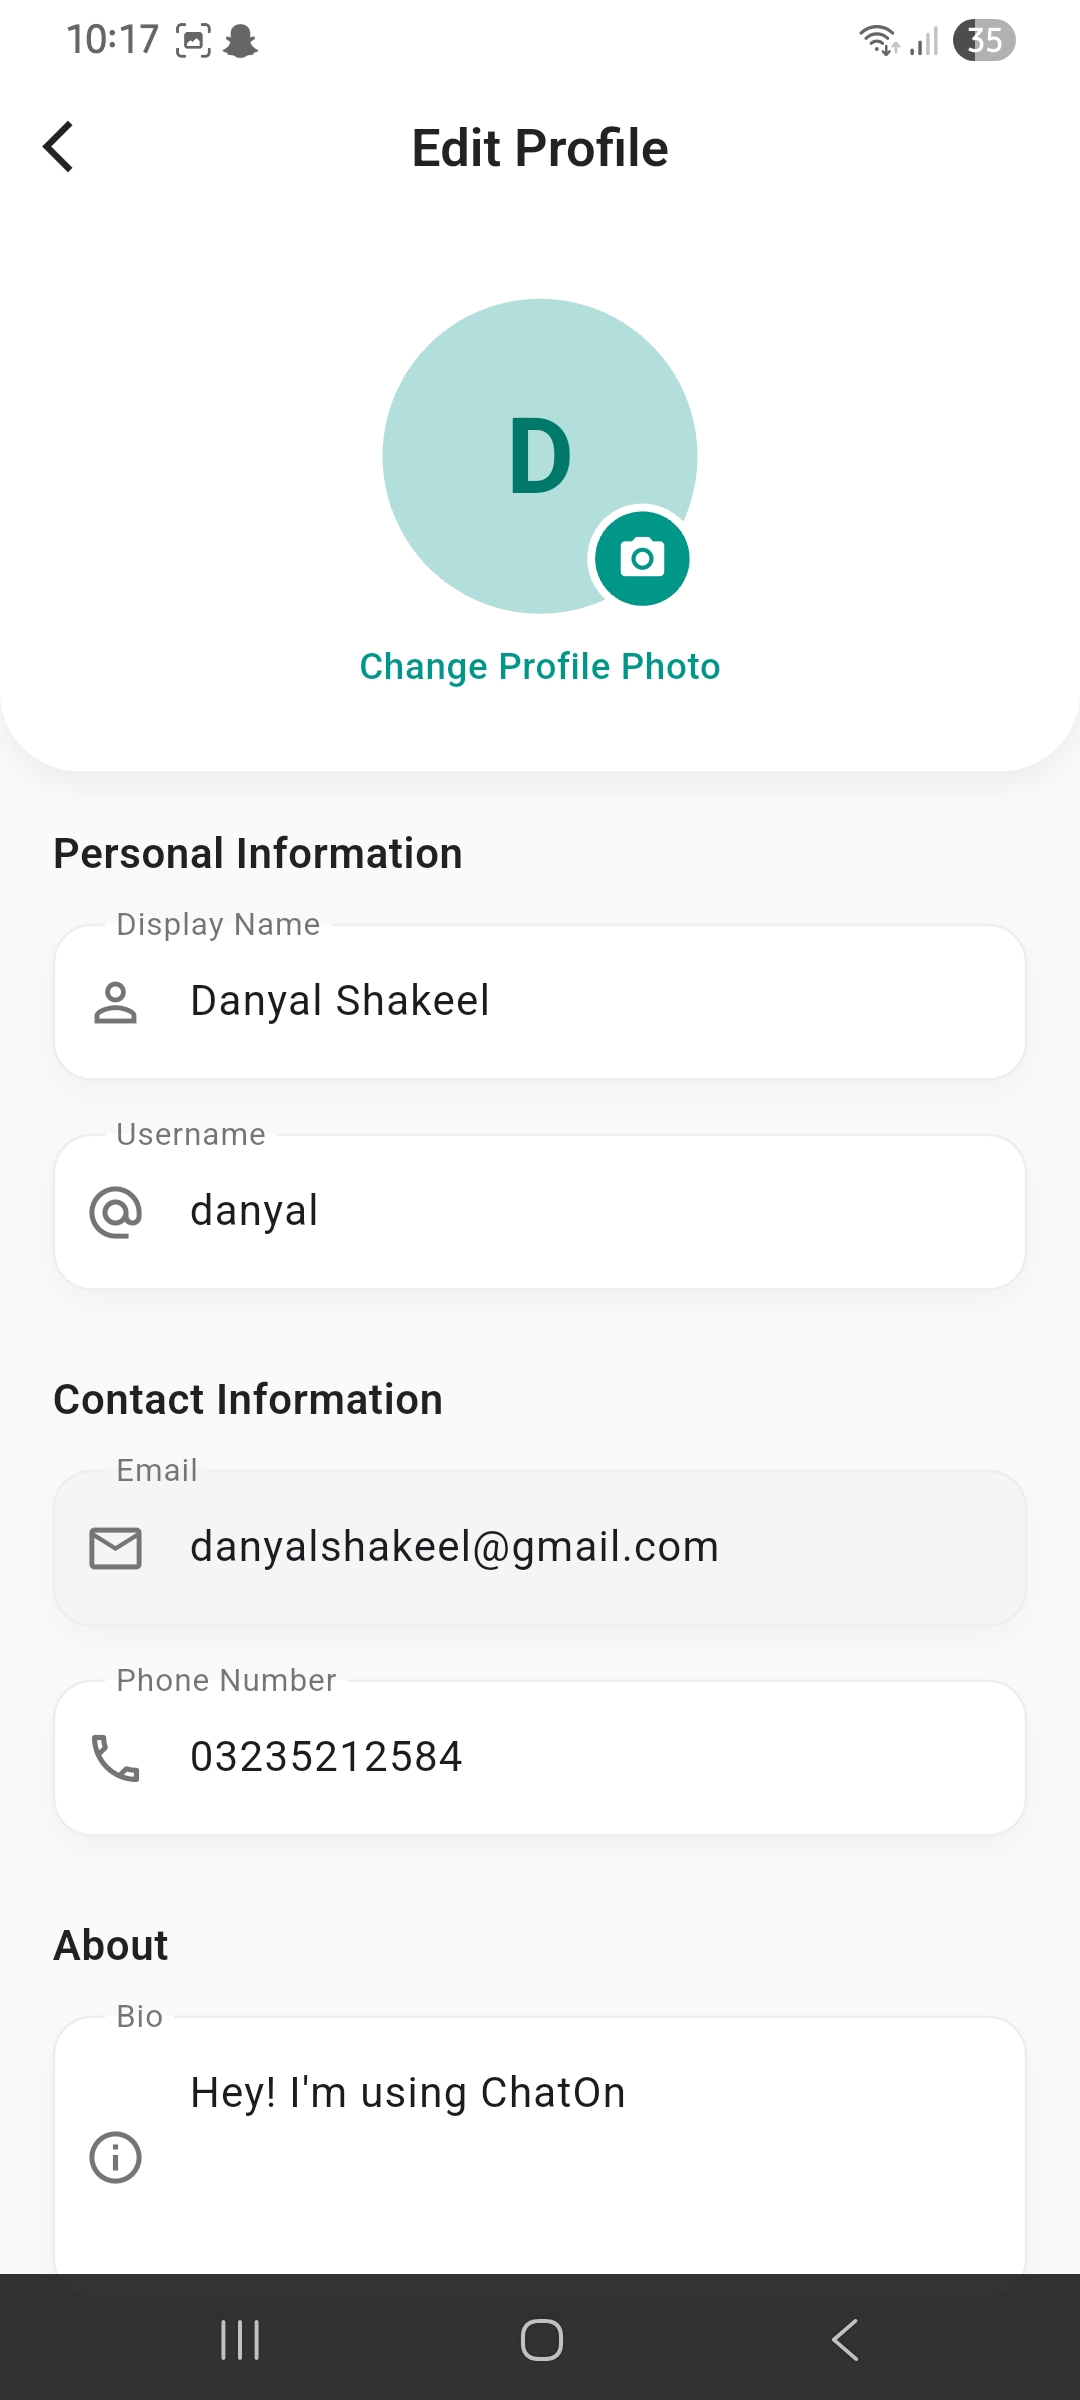 10:17
35
Edit Profile
D
Change Profile Photo
Personal Information
Display Name
Danyal Shakeel
Username
danyal
Contact Information
Email
danyalshakeel@gmail.com
Phone Number
03235212584
About
Bio
Hey! I'm using ChatOn